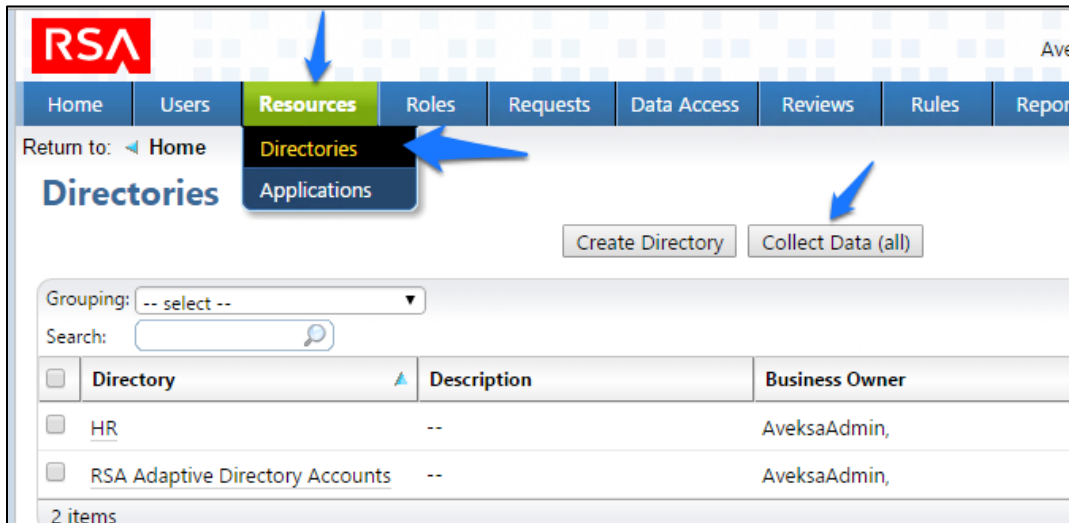 RSA
Ave
Home Users Resources Roles Requests Data Access Reviews Rules Repor
Return to: Home
Directories
Applications
Directories
Create Directory Collect Data (all)
Grouping: -- select --
Search:
Directory Description Business Owner
HR -- AveksaAdmin,
RSA Adaptive Directory Accounts -- AveksaAdmin,
2 items